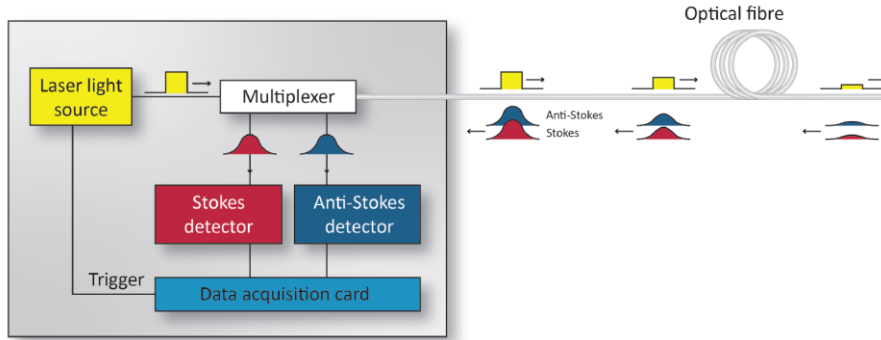 Optical fibre
Laser light
source
Multiplexer
Anti-Stokes
Stokes
Stokes
detector
Anti-Stokes
detector
Trigger
Data acquisition card